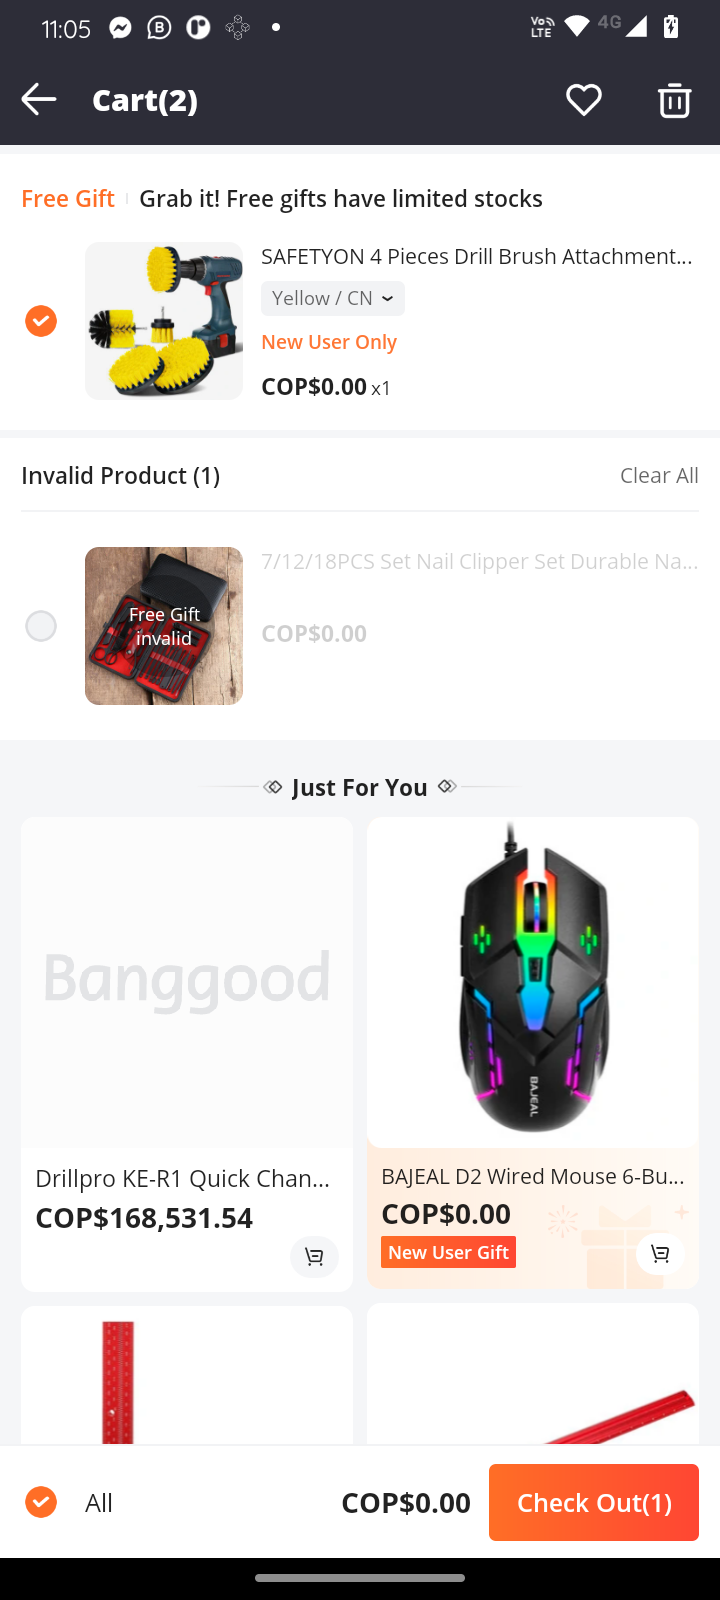 11:05
Vo
LTE
4G
Cart(2)
Free Gift
Grab it! Free gifts have limited stocks
SAFETYON 4 Pieces Drill Brush Attachment...
Yellow / CN
New User Only
COP$0.00 x1
Invalid Product (1)
Clear All
7/12/18PCS Set Nail Clipper Set Durable Na...
Free Gift
invalid
COP$0.00
Just For You
Banggood
BAJEAL
Drillpro KE-R1 Quick Chan...
COP$168,531.54
BAJEAL D2 Wired Mouse 6-Bu...
COP$0.00
New User Gift
All
COP$0.00
Check Out(1)